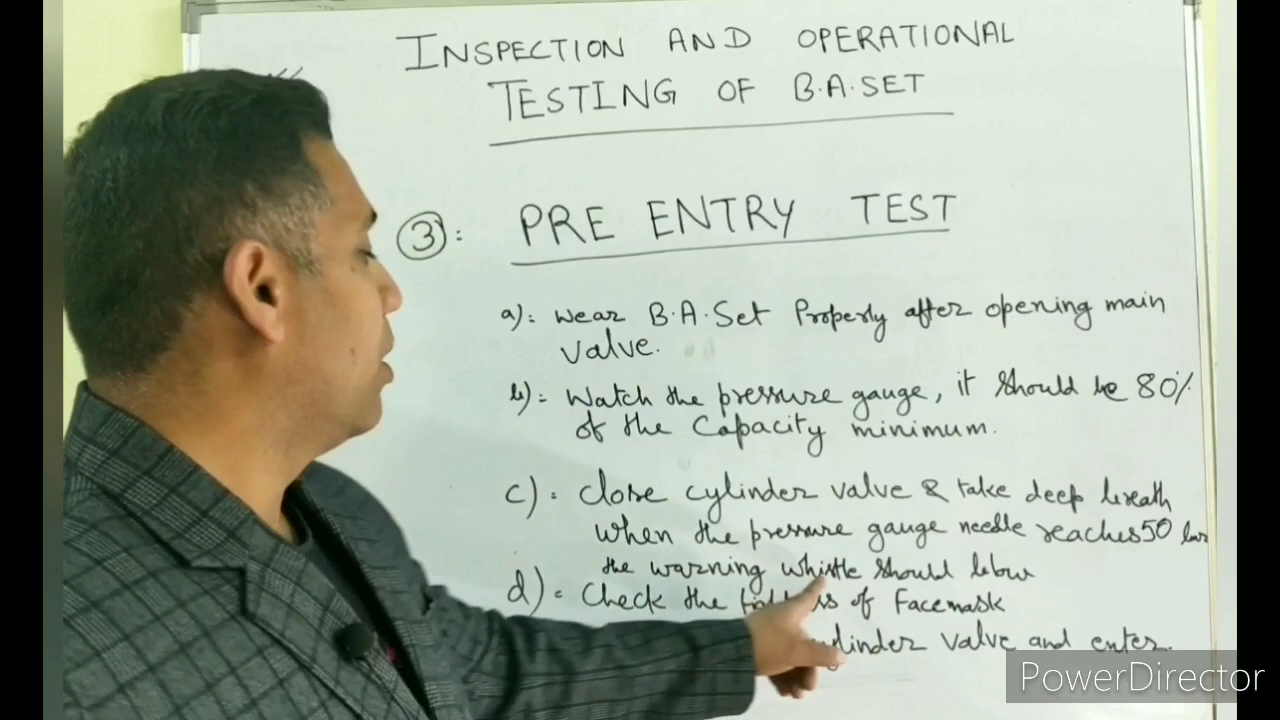 INSPECTION AND OPERATIONAL
TESTING OF B.A.SET
3: PRE ENTRY TEST
a): Wear B.A.Set Properly after opening main
valve.
b): Watch the pressure gauge, it should be 80%
of the Capacity minimum.
c): Close cylinder valve & take deep breath
When the pressure gauge needle reaches 50 bar
the warning whistle should blow
d): Check the of Facemask
cylinder valve and enter.
PowerDirector